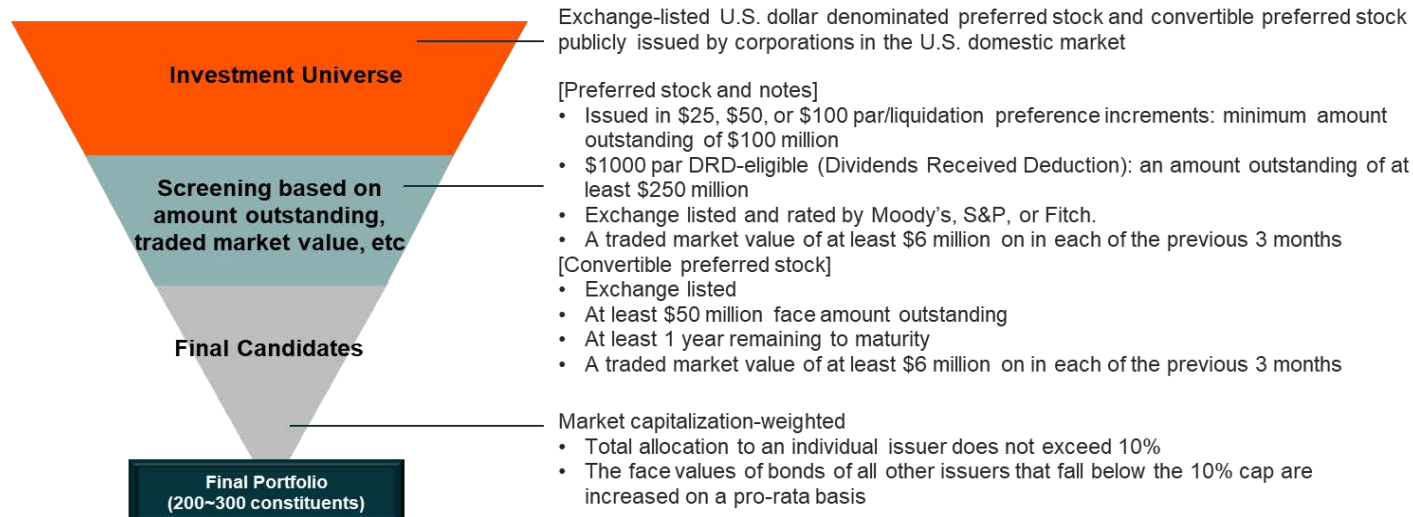 Investment Universe
Screening based on
amount outstanding,
traded market value, etc
Final Candidates
Final Portfolio
(200~300 constituents)
Exchange-listed U.S. dollar denominated preferred stock and convertible preferred stock
publicly issued by corporations in the U.S. domestic market
[Preferred stock and notes]
• Issued in $25, $50, or $100 par/liquidation preference increments: minimum amount
outstanding of $100 million
• $1000 par DRD-eligible (Dividends Received Deduction): an amount outstanding of at
least $250 million
• Exchange listed and rated by Moody's, S&P, or Fitch.
• A traded market value of at least $6 million on in each of the previous 3 months
[Convertible preferred stock]
• Exchange listed
• At least $50 million face amount outstanding
• At least 1 year remaining to maturity
• A traded market value of at least $6 million on in each of the previous 3 months
Market capitalization-weighted
• Total allocation to an individual issuer does not exceed 10%
• The face values of bonds of all other issuers that fall below the 10% cap are
increased on a pro-rata basis